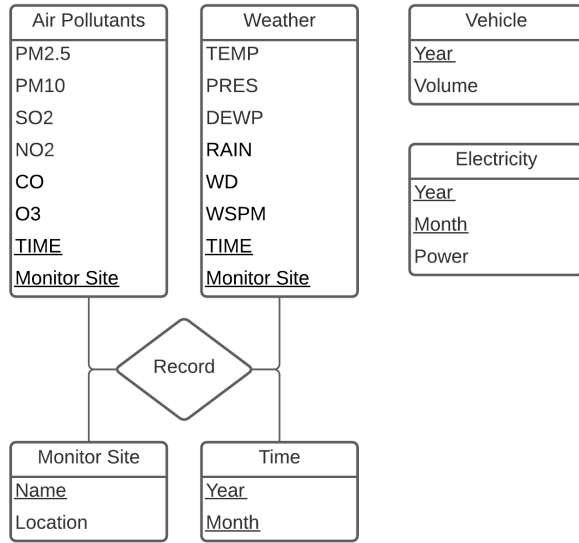 Air Pollutants
PM2.5
PM10
SO2
NO2
CO
O3
TIME
Monitor Site
Weather
TEMP
PRES
DEWP
RAIN
WD
WSPM
TIME
Monitor Site
Vehicle
Year
Volume
Electricity
Year
Month
Power
Record
Monitor Site
Name
Location
Time
Year
Month